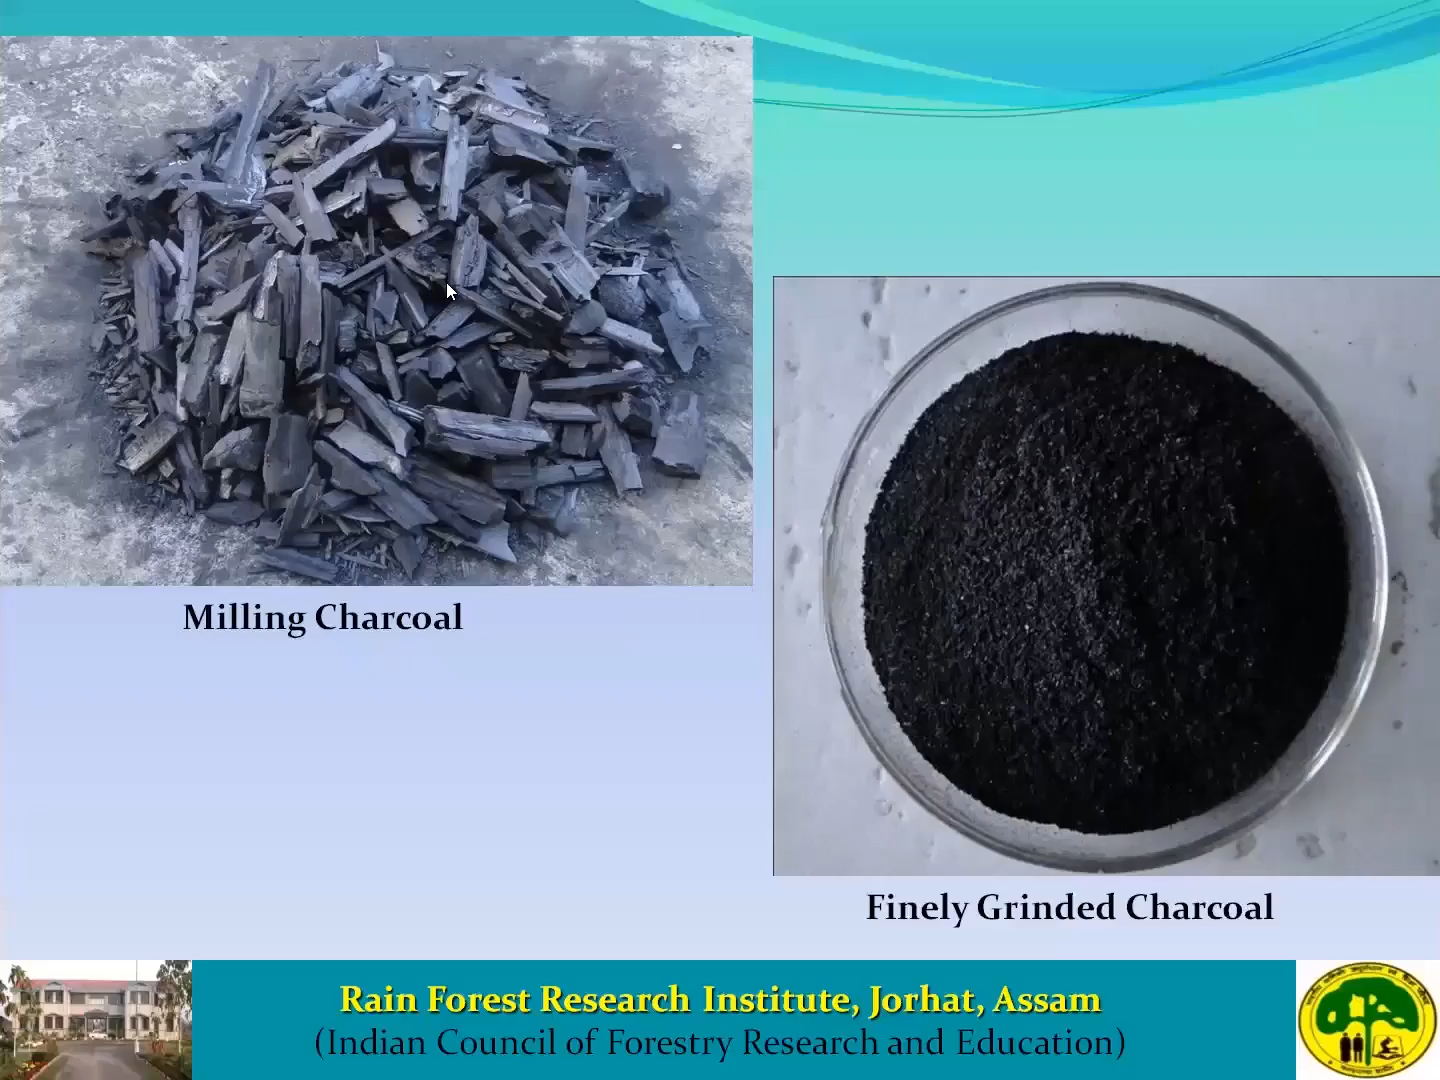 Milling Charcoal
Finely Grinded Charcoal
Rain Forest Research Institute, Jorhat, Assam
(Indian Council of Forestry Research and Education)